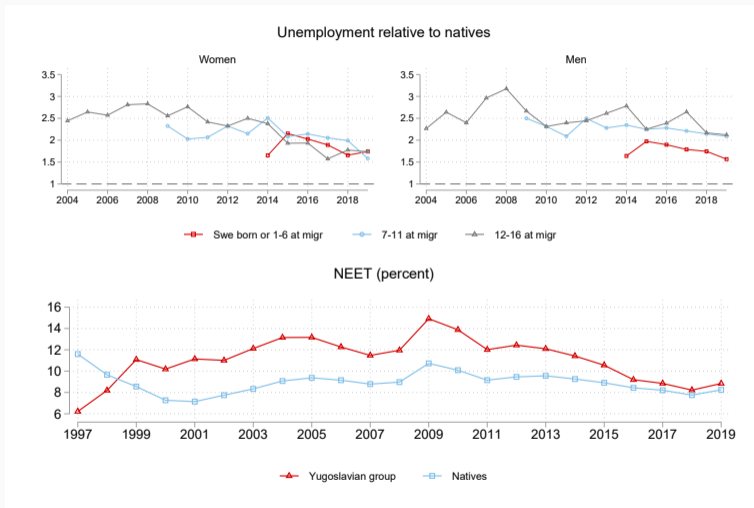 Unemployment relative to natives
Women
Men
3.5
3
2.5
2
1.5
1
2004 2006 2008 2010 2012 2014 2016 2018
3.5
3
2.5
2
1.5
1
2004 2006 2008 2010 2012 2014 2016 2018
Swe born or 1-6 at migr 7-11 at migr 12-16 at migr
NEET (percent)
16
14
12
10
8
6
1997 1999 2001 2003 2005 2007 2009 2011 2013 2015 2017 2019
Yugoslavian group Natives